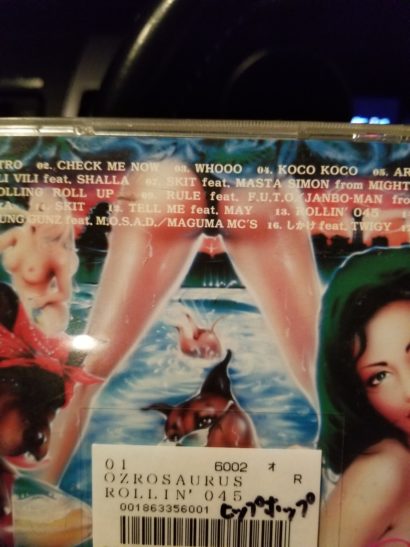 TRO 02. CHECK ME NOW 03. WHOOO 04. KOCO KOCO 05. AR
LI VILI feat. SHALLA 07. SKIT feat. MASTA SIMON from MIGHT
OLLING ROLL UP 09. RULE feat. F.U.T.O./JANBO-MAN fro
A. 11. SKIT 12. TELL ME feat. MAY 13. ROLLIN' 045 1
UNG GUNZ feat. M.O.S.A.D./MAGUMA MC'S 16. しかけ feat. TWIGY 17
01 6002 オ
OZROSAURUS R
ROLLIN' 045
001863356001 ヒップホップ